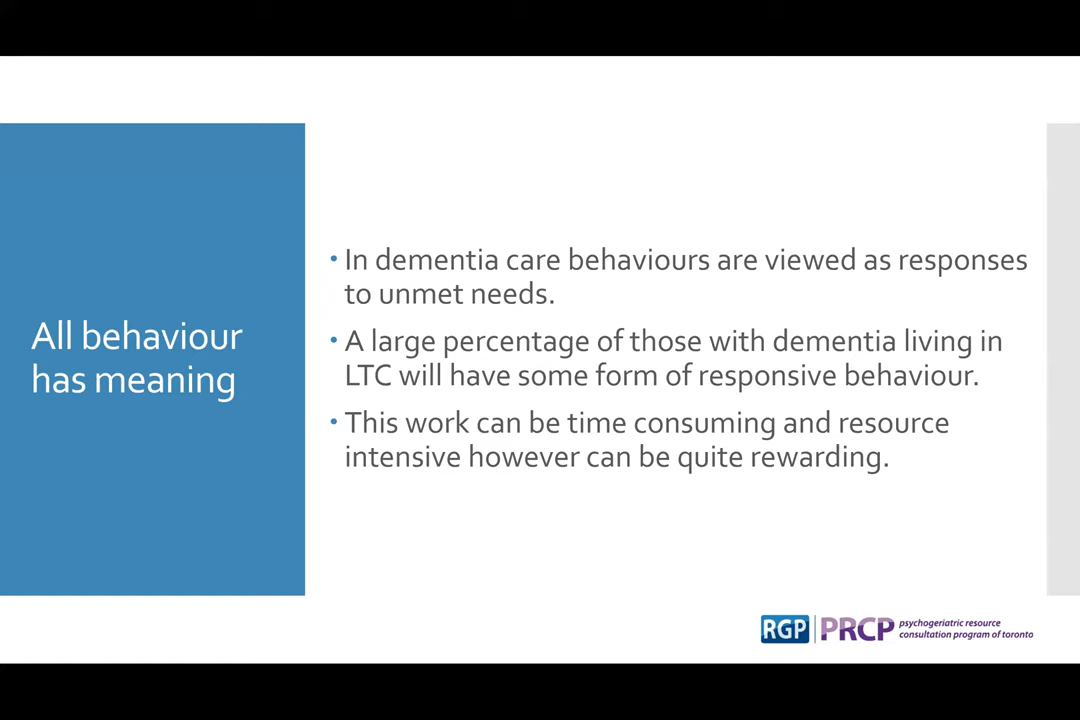 All behaviour
has meaning
• In dementia care behaviours are viewed as responses
to unmet needs.
• A large percentage of those with dementia living in
LTC will have some form of responsive behaviour.
• This work can be time consuming and resource
intensive however can be quite rewarding.
RGP PRCP psychogeriatric resource
consultation program of toronto